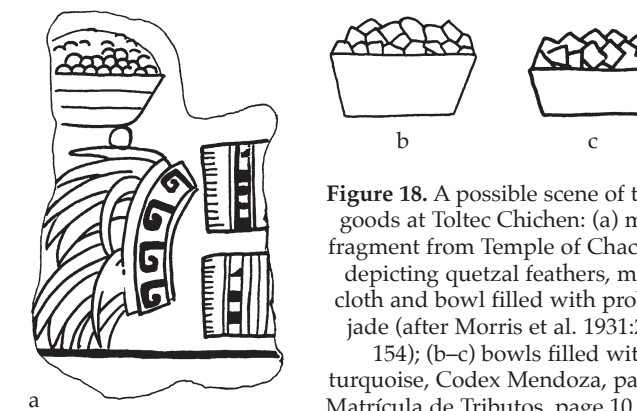 b
c
a
Figure 18. A possible scene of
goods at Toltec Chichen: (a)
fragment from Temple of
depicting quetzal feathers,
cloth and bowl filled with
jade (after Morris et al.
154); (b–c) bowls filled
turquoise, Codex Mendoza,
Matrícula de Tributos, page 10